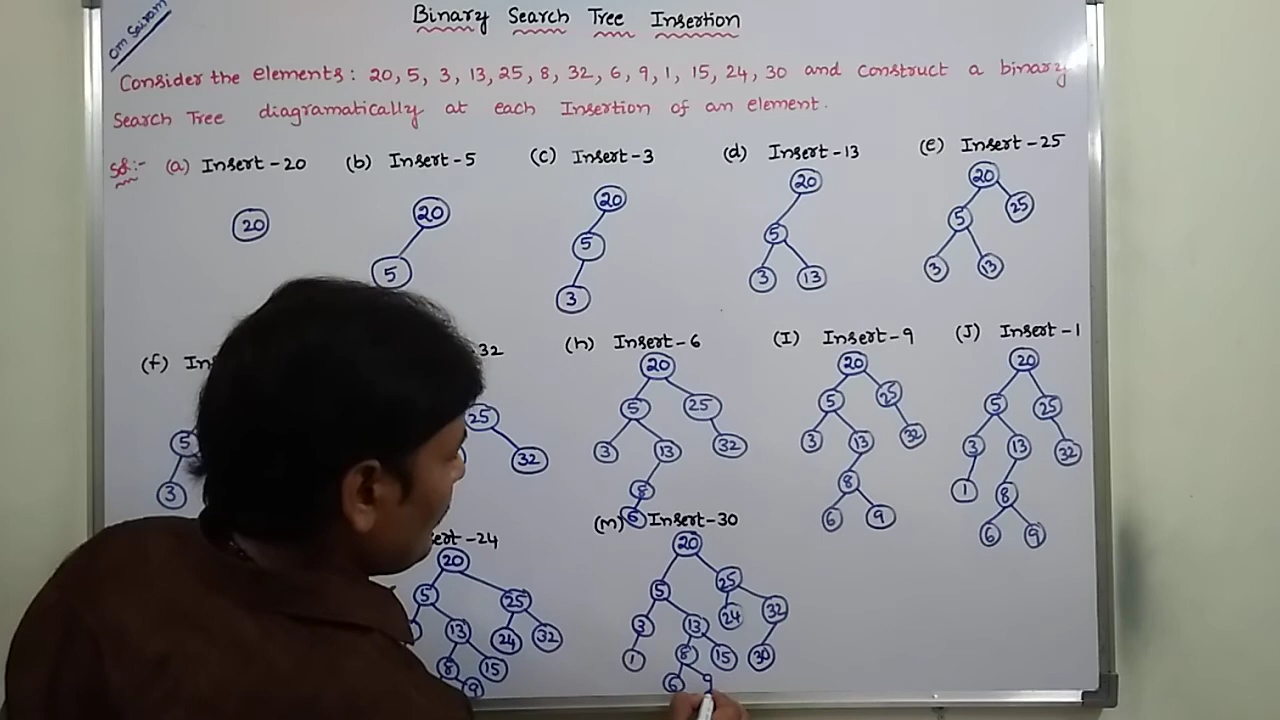 Om Sairam
Binary Search Tree Insertion
Consider the elements: 20, 5, 3, 13, 25, 8, 32, 6, 9, 1, 15, 24, 30 and construct a binary
Search Tree diagramatically at each Insertion of an element.
Sol:- (a) Insert-20 (b) Insert-5 (c) Insert-3 (d) Insert-13 (e) Insert-25
20
20
5
20
5
3
20
5
3 13
20
5 25
3 13
(f) In 32 (h) Insert-6 (I) Insert-9 (J) Insert-1
5
3
25
32
20
5 25
3 13 32
8
6
20
5 25
3 13 32
8
6 9
20
5 25
3 13 32
1 8
6 9
sert-24 (m) Insert-30
20
5 25
13 24 32
8 15
9
20
5 25
3 13 24 32
1 8 15 30
6 9